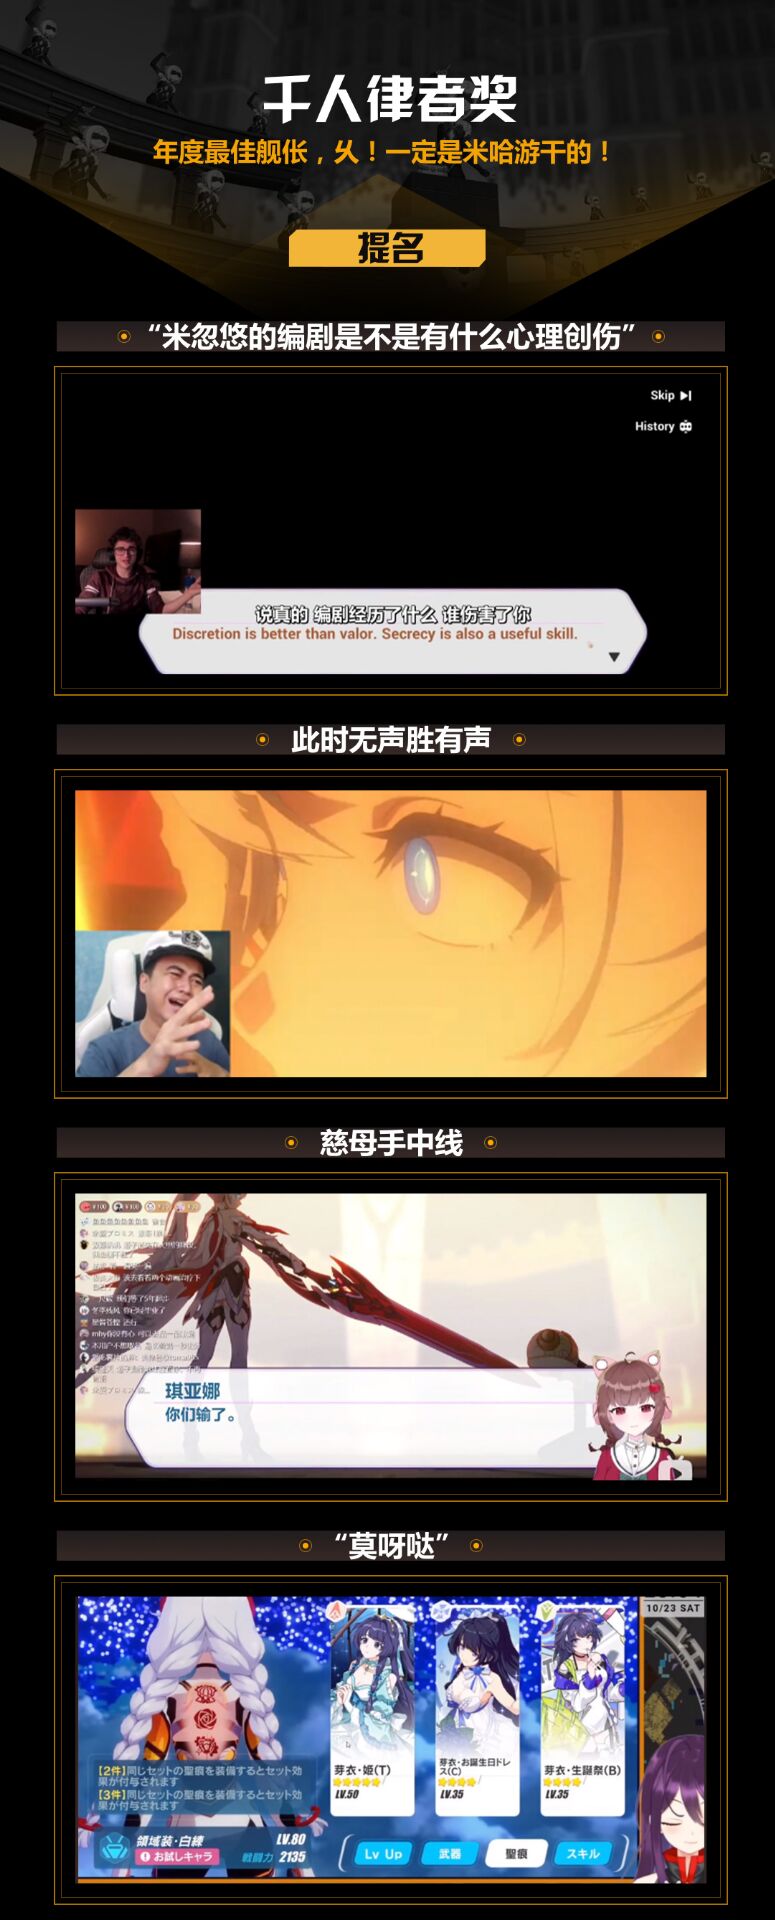 千人律者奖
年度最佳舰伥，乆！一定是米哈游干的！
提名
“米忽悠的编剧是不是有什么心理创伤”
Skip
History
说真的 编剧经历了什么 谁伤害了你
Discretion is better than valor. Secrecy is also a useful skill.
此时无声胜有声
慈母手中线
琪亚娜
你们输了。
“莫呀哒”
10/23 SAT
【2件】同じセットの聖痕を装備するとセット効
果が付与されます
【3件】同じセットの聖痕を装備するとセット効
果が付与されます
芽衣·姫(T)
LV.50
芽衣·お誕生日ドレ
ス(C)
LV.35
芽衣·生誕祭(B)
LV.35
領域装·白練
LV.80
お試しキャラ
戦闘力 2135
Lv Up
武器
聖痕
スキル